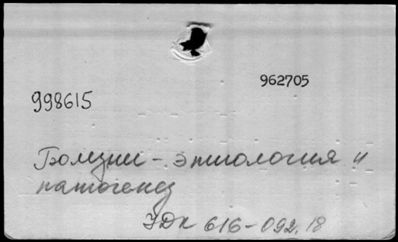 962705
998615
Болезни - этиология и
патогенез
УДК 616-092.18